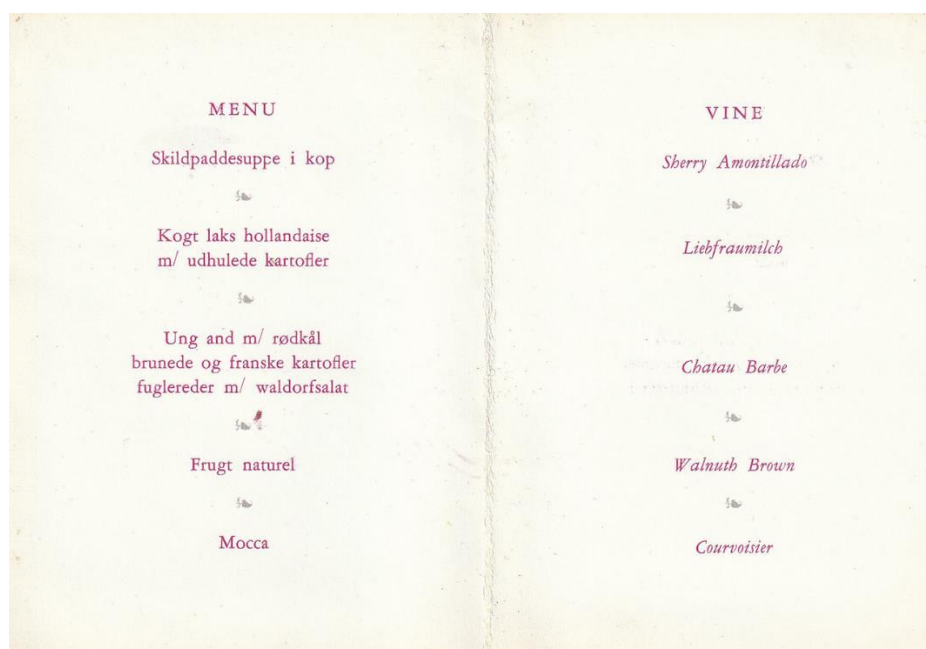 MENU
Skildpaddesuppe i kop
Kogt laks hollandaise
m/ udhulede kartofler
Ung and m/ rødkål
brunede og franske kartofler
fuglereder m/ waldorfsalat
Frugt naturel
Mocca
VINE
Sherry Amontillado
Liebfraumilch
Chatau Barbe
Walnuth Brown
Courvoisier